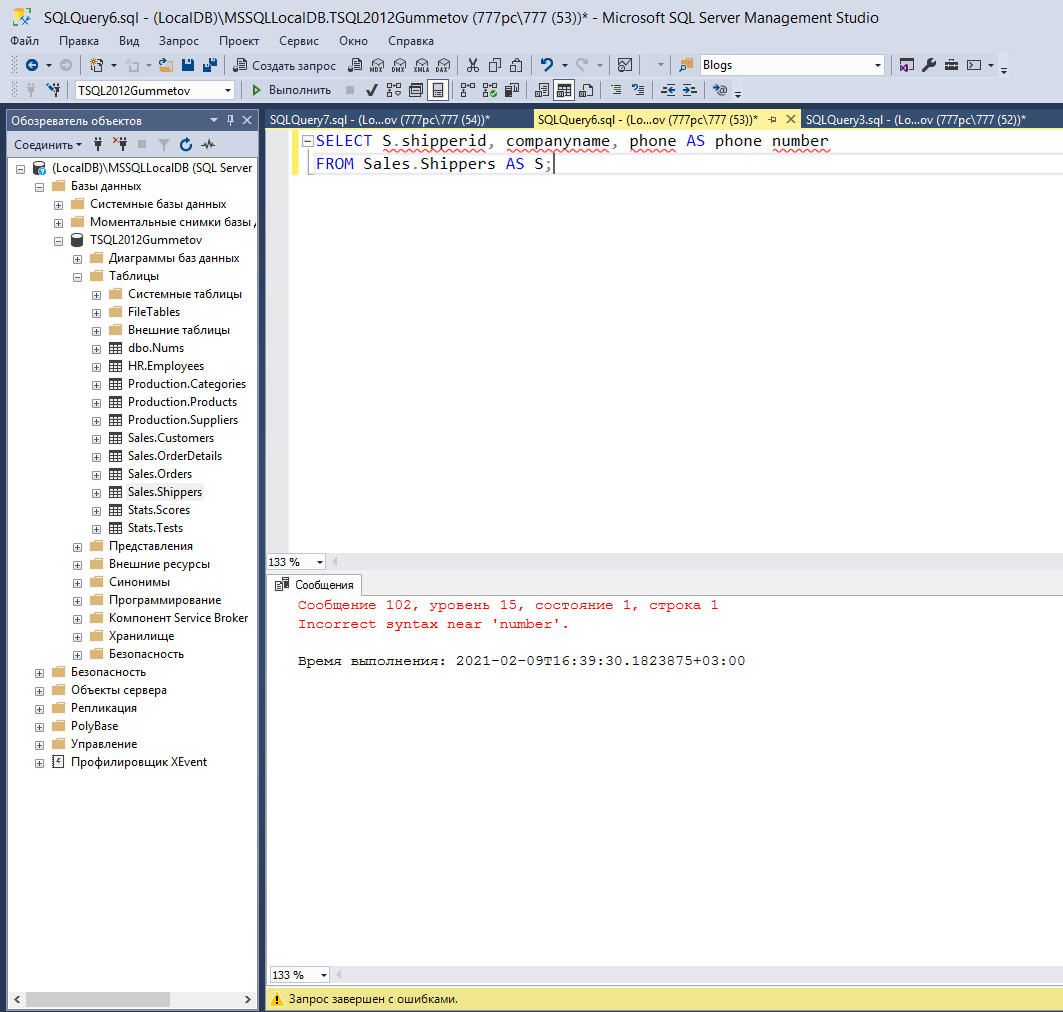 SQLQuery6.sql - (LocalDB)\MSSQLLocalDB.TSQL2012Gummetov (777pc\777 (53))* - Microsoft SQL Server Management Studio
Файл Правка Вид Запрос Проект Сервис Окно Справка
Создать запрос MDX DMX XMLA DAX Blogs
TSQL2012Gummetov Выполнить
Обозреватель объектов
Соединить
(LocalDB)\MSSQLLocalDB (SQL Server
Базы данных
Системные базы данных
Моментальные снимки базы
TSQL2012Gummetov
Диаграммы баз данных
Таблицы
Системные таблицы
FileTables
Внешние таблицы
dbo.Nums
HR.Employees
Production.Categories
Production.Products
Production.Suppliers
Sales.Customers
Sales.OrderDetails
Sales.Orders
Sales.Shippers
Stats.Scores
Stats.Tests
Представления
Внешние ресурсы
Синонимы
Программирование
Компонент Service Broker
Хранилище
Безопасность
Безопасность
Объекты сервера
Репликация
PolyBase
Управление
Профилировщик XEvent
SQLQuery7.sql - (Lo...ov (777pc\777 (54))* SQLQuery6.sql - (Lo...ov (777pc\777 (53))* SQLQuery3.sql - (Lo...ov (777pc\777 (52))*
SELECT S.shipperid, companyname, phone AS phone number
FROM Sales.Shippers AS S;
133 %
Сообщения
Сообщение 102, уровень 15, состояние 1, строка 1
Incorrect syntax near 'number'.
Время выполнения: 2021-02-09T16:39:30.1823875+03:00
133 %
Запрос завершен с ошибками.